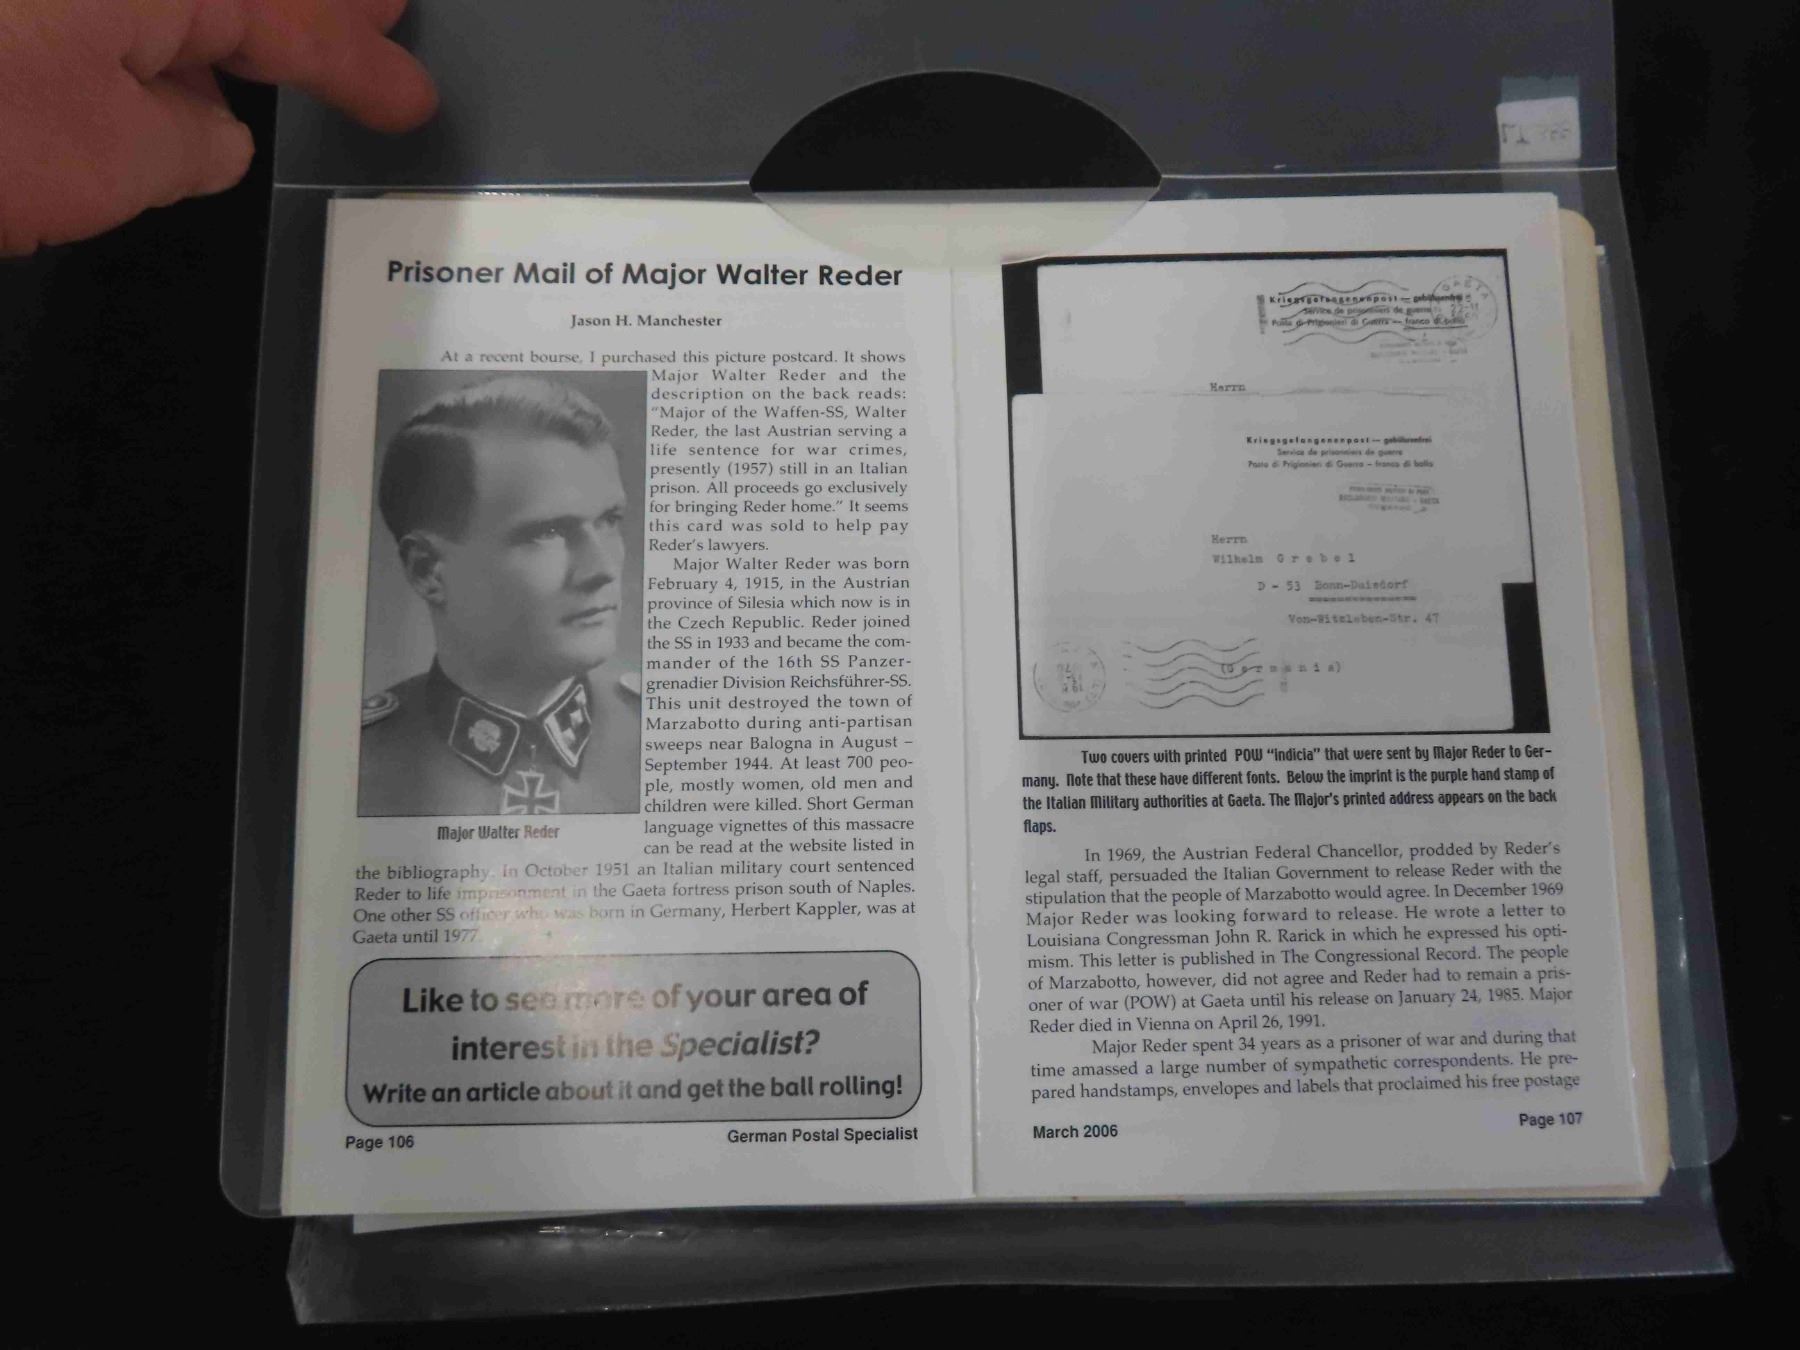 Prisoner Mail of Major Walter Reder
Jason H. Manchester
At a recent bourse, I purchased this picture postcard. It shows
Major Walter Reder and the
description on the back reads:
"Major of the Waffen-SS, Walter
Reder, the last Austrian serving a
life sentence for war crimes,
presently (1957) still in an Italian
prison. All proceeds go exclusively
for bringing Reder home." It seems
this card was sold to help pay
Reder's lawyers.
Major Walter Reder was born
February 4, 1915, in the Austrian
province of Silesia which now is in
the Czech Republic. Reder joined
the SS in 1933 and became the com-
mander of the 16th SS Panzer-
grenadier Division Reichsführer-SS.
This unit destroyed the town of
Marzabotto during anti-partisan
sweeps near Balogna in August –
September 1944. At least 700 peo-
ple, mostly women, old men and
children were killed. Short German
language vignettes of this massacre
can be read at the website listed in
Major Walter Reder
the bibliography. In October 1951 an Italian military court sentenced
Reder to life imprisonment in the Gaeta fortress prison south of Naples.
One other SS officer who was born in Germany, Herbert Kappler, was at
Gaeta until 1977.
Like to see more of your area of
interest in the Specialist?
Write an article about it and get the ball rolling!
Page 106
German Postal Specialist
GAETA
Kriegsgefangenenpost — gebührenfrei
Service de prisonniers de guerre
Posta di Prigionieri di Guerra — franco di bollo
Herrn
Kriegsgefangenenpost — gebührenfrei
Service de prisonniers de guerre
Posta di Prigionieri di Guerra – franco di bollo
Herrn
Wilhelm Grebel
D - 53 Bonn-Duisdorf
Von-Witzleben-Str. 47
(Germania)
Two covers with printed POW "indicia" that were sent by Major Reder to Ger-
many. Note that these have different fonts. Below the imprint is the purple hand stamp of
the Italian Military authorities at Gaeta. The Major's printed address appears on the back
flaps.
In 1969, the Austrian Federal Chancellor, prodded by Reder's
legal staff, persuaded the Italian Government to release Reder with the
stipulation that the people of Marzabotto would agree. In December 1969
Major Reder was looking forward to release. He wrote a letter to
Louisiana Congressman John R. Rarick in which he expressed his opti-
mism. This letter is published in The Congressional Record. The people
of Marzabotto, however, did not agree and Reder had to remain a pris-
oner of war (POW) at Gaeta until his release on January 24, 1985. Major
Reder died in Vienna on April 26, 1991.
Major Reder spent 34 years as a prisoner of war and during that
time amassed a large number of sympathetic correspondents. He pre-
pared handstamps, envelopes and labels that proclaimed his free postage
March 2006
Page 107